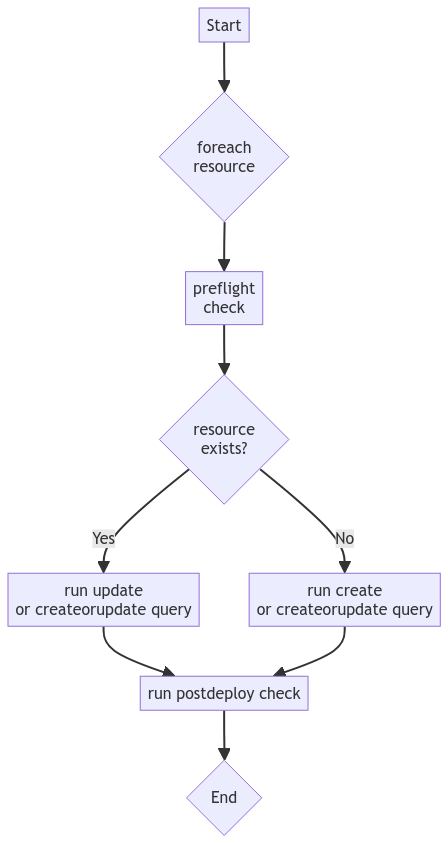 Start
foreach
resource
preflight
check
resource
exists?
Yes
No
run update
or createorupdate query
run create
or createorupdate query
run postdeploy check
End